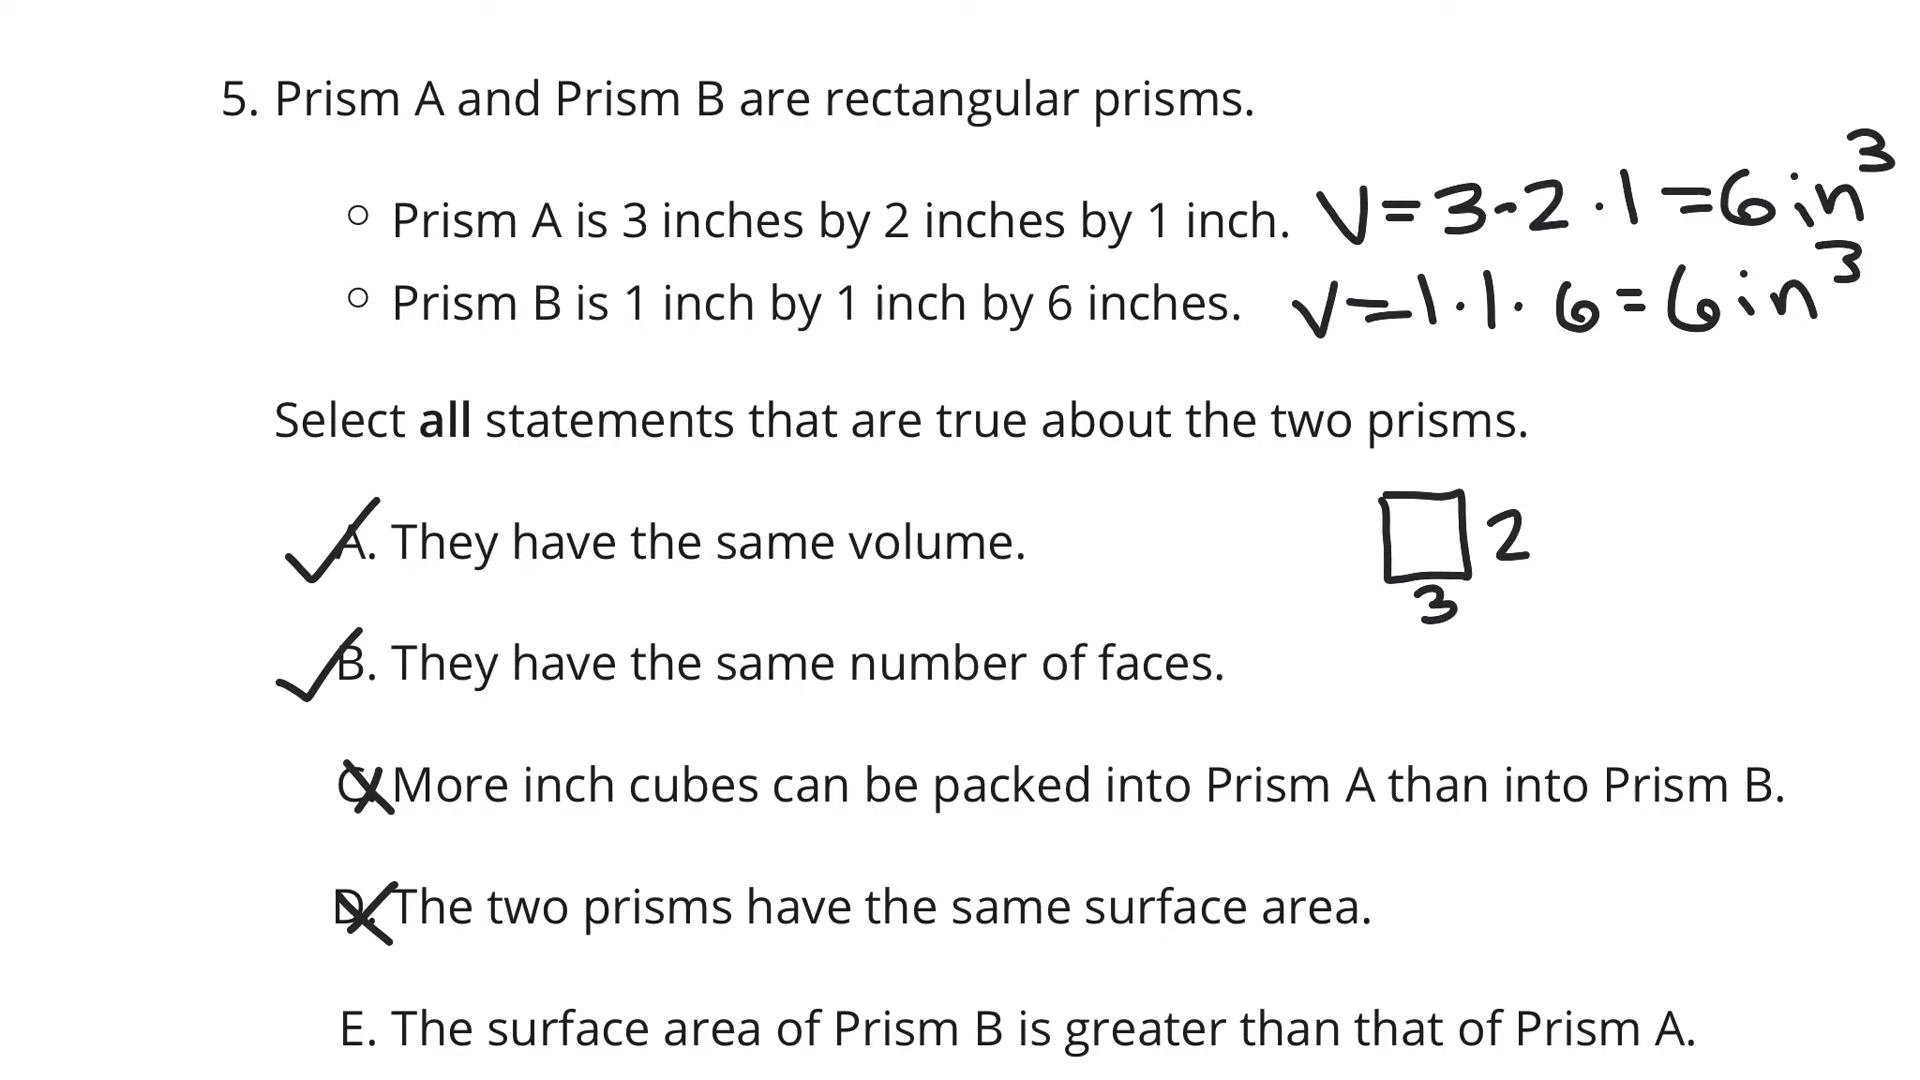 5. Prism A and Prism B are rectangular prisms.
Prism A is 3 inches by 2 inches by 1 inch. V=3·2·1=6in³
Prism B is 1 inch by 1 inch by 6 inches. V=1·1·6=6in³
Select all statements that are true about the two prisms.
A. They have the same volume.
2
3
B. They have the same number of faces.
C. More inch cubes can be packed into Prism A than into Prism B.
D. The two prisms have the same surface area.
E. The surface area of Prism B is greater than that of Prism A.